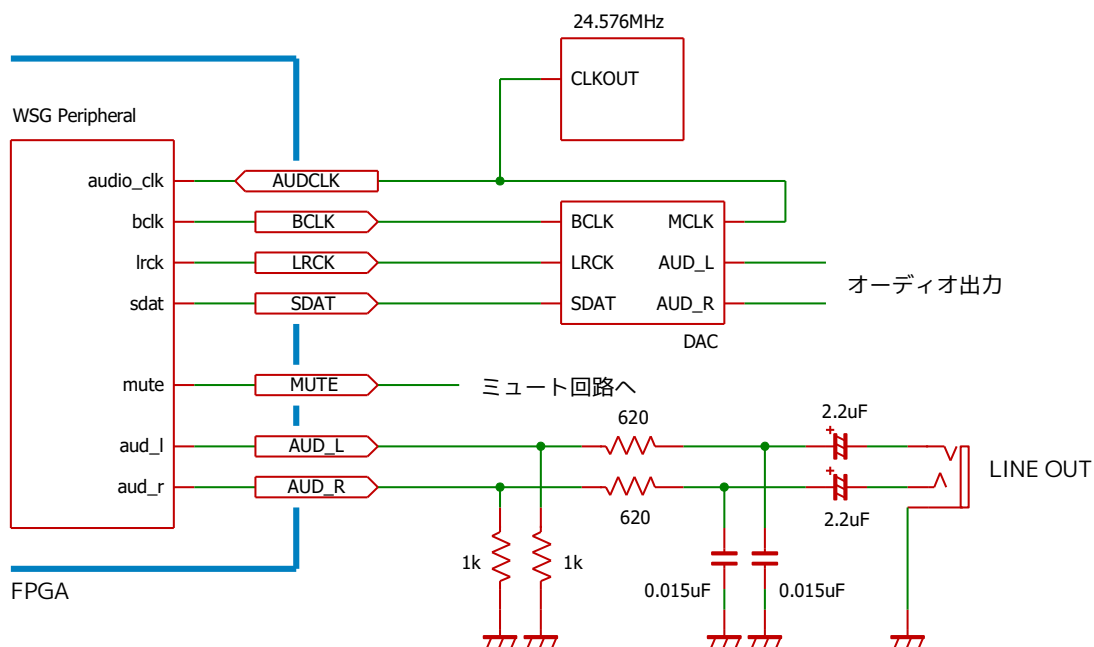 24.576MHz
CLKOUT
WSG Peripheral
audio_clk
AUDCLK
bclk
BCLK
BCLK
MCLK
lrck
LRCK
LRCK
AUD_L
オーディオ出力
sdat
SDAT
SDAT
AUD_R
DAC
mute
MUTE
ミュート回路へ
620
2.2uF
aud_l
AUD_L
LINE OUT
aud_r
AUD_R
620
2.2uF
1k
1k
0.015uF
0.015uF
FPGA